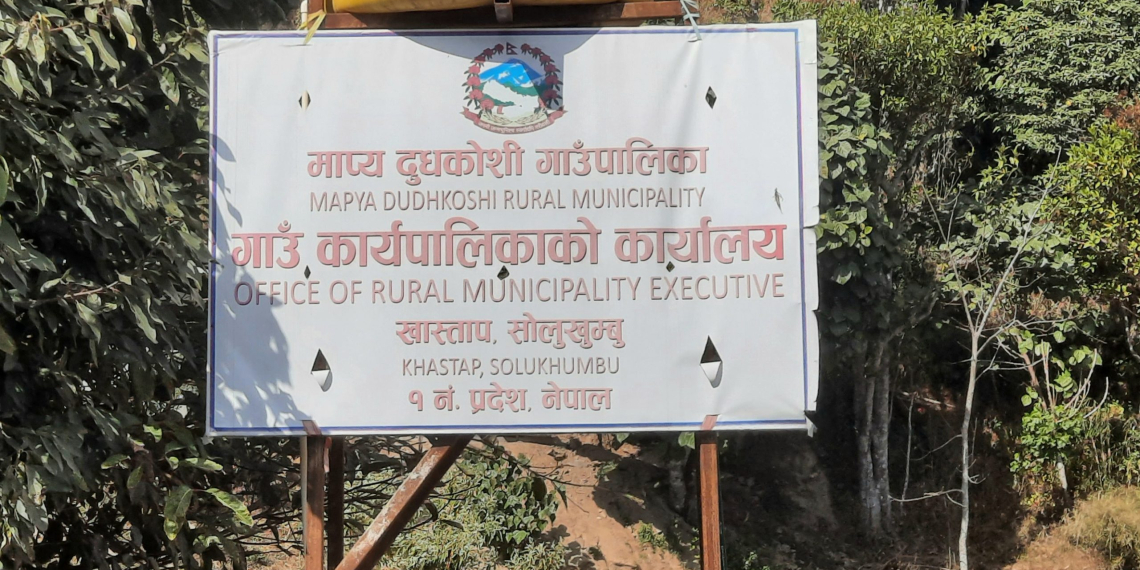 माप्य दुधकोशी गाउँपालिका
MAPYA DUDHKOSHI RURAL MUNICIPALITY
गाउँ कार्यपालिकाको कार्यालय
OFFICE OF RURAL MUNICIPALITY EXECUTIVE
खास्ताप, सोलुखुम्बु
KHASTAP, SOLUKHUMBU
१ नं. प्रदेश, नेपाल